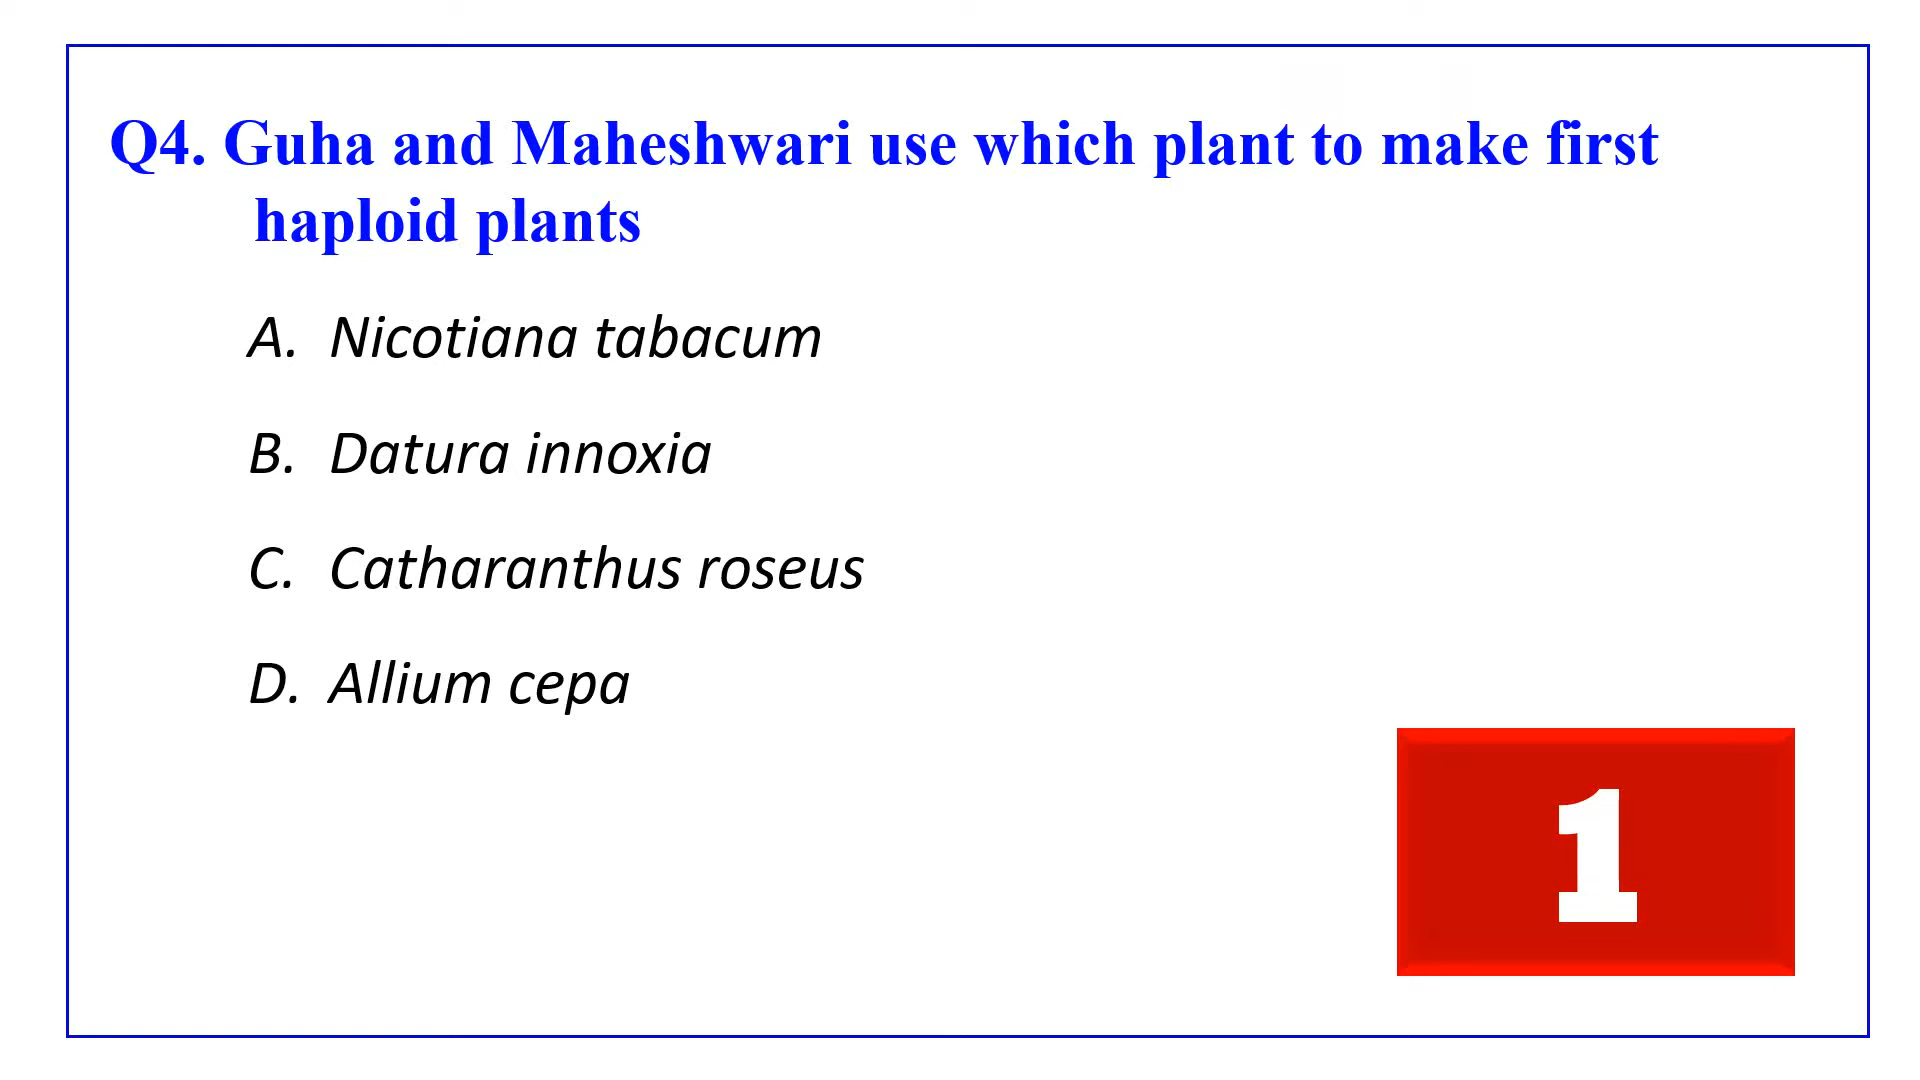 Q4. Guha and Maheshwari use which plant to make first
haploid plants
A. Nicotiana tabacum
B. Datura innoxia
C. Catharanthus roseus
D. Allium cepa
1